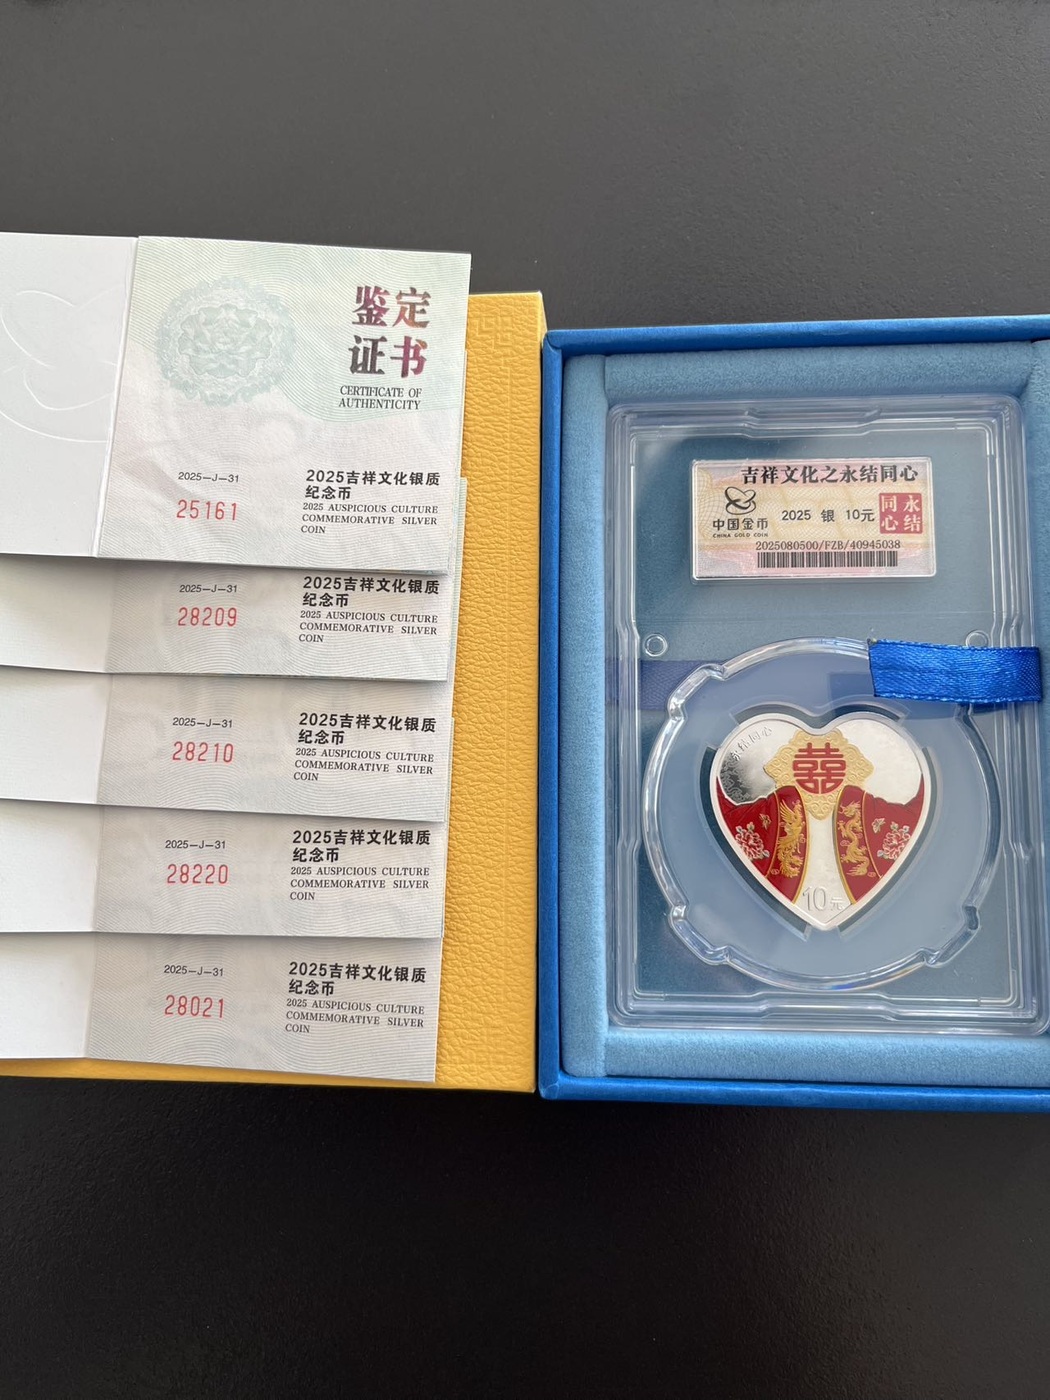 鉴定
证书
CERTIFICATE OF
AUTHENTICITY
2025—J—31
25161
2025吉祥文化银质
纪念币
2025 AUSPICIOUS CULTURE
COMMEMORATIVE SILVER
COIN
2025—J—31
28209
2025吉祥文化银质
纪念币
2025 AUSPICIOUS CULTURE
COMMEMORATIVE SILVER
COIN
2025—J—31
28210
2025吉祥文化银质
纪念币
2025 AUSPICIOUS CULTURE
COMMEMORATIVE SILVER
COIN
2025—J—31
28220
2025吉祥文化银质
纪念币
2025 AUSPICIOUS CULTURE
COMMEMORATIVE SILVER
COIN
2025—J—31
28021
2025吉祥文化银质
纪念币
2025 AUSPICIOUS CULTURE
COMMEMORATIVE SILVER
COIN
吉祥文化之永结同心
中国金币
CHINA GOLD COIN
2025 银 10元
永结
同心
2025080500/FZB/40945038
永结同心
囍
10元